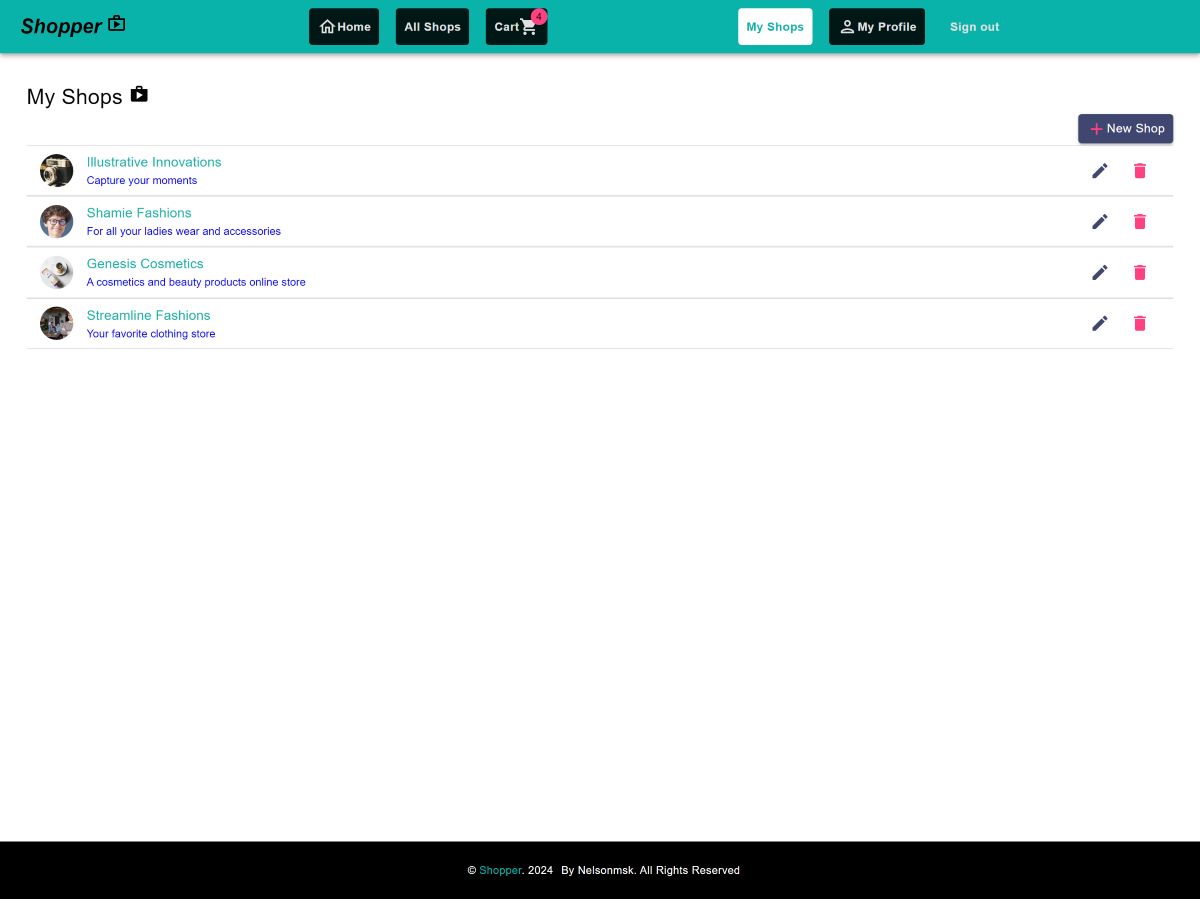 Shopper
Home
All Shops
Cart 4
My Shops
My Profile
Sign out
My Shops
New Shop
Illustrative Innovations
Capture your moments
Shamie Fashions
For all your ladies wear and accessories
Genesis Cosmetics
A cosmetics and beauty products online store
Streamline Fashions
Your favorite clothing store
© Shopper. 2024 By Nelsonmsk. All Rights Reserved